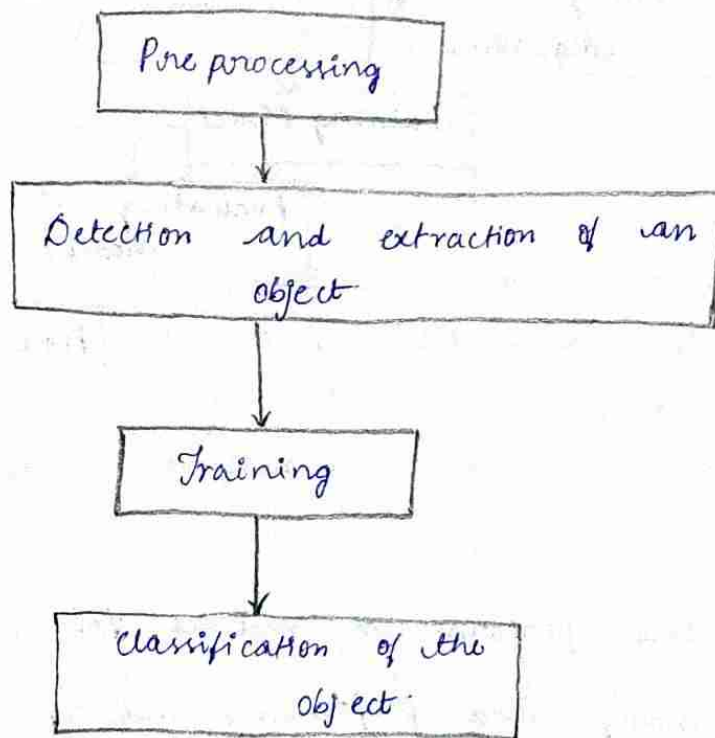 Pre processing
Detection and extraction of an
object
Training
Classification of the
object.